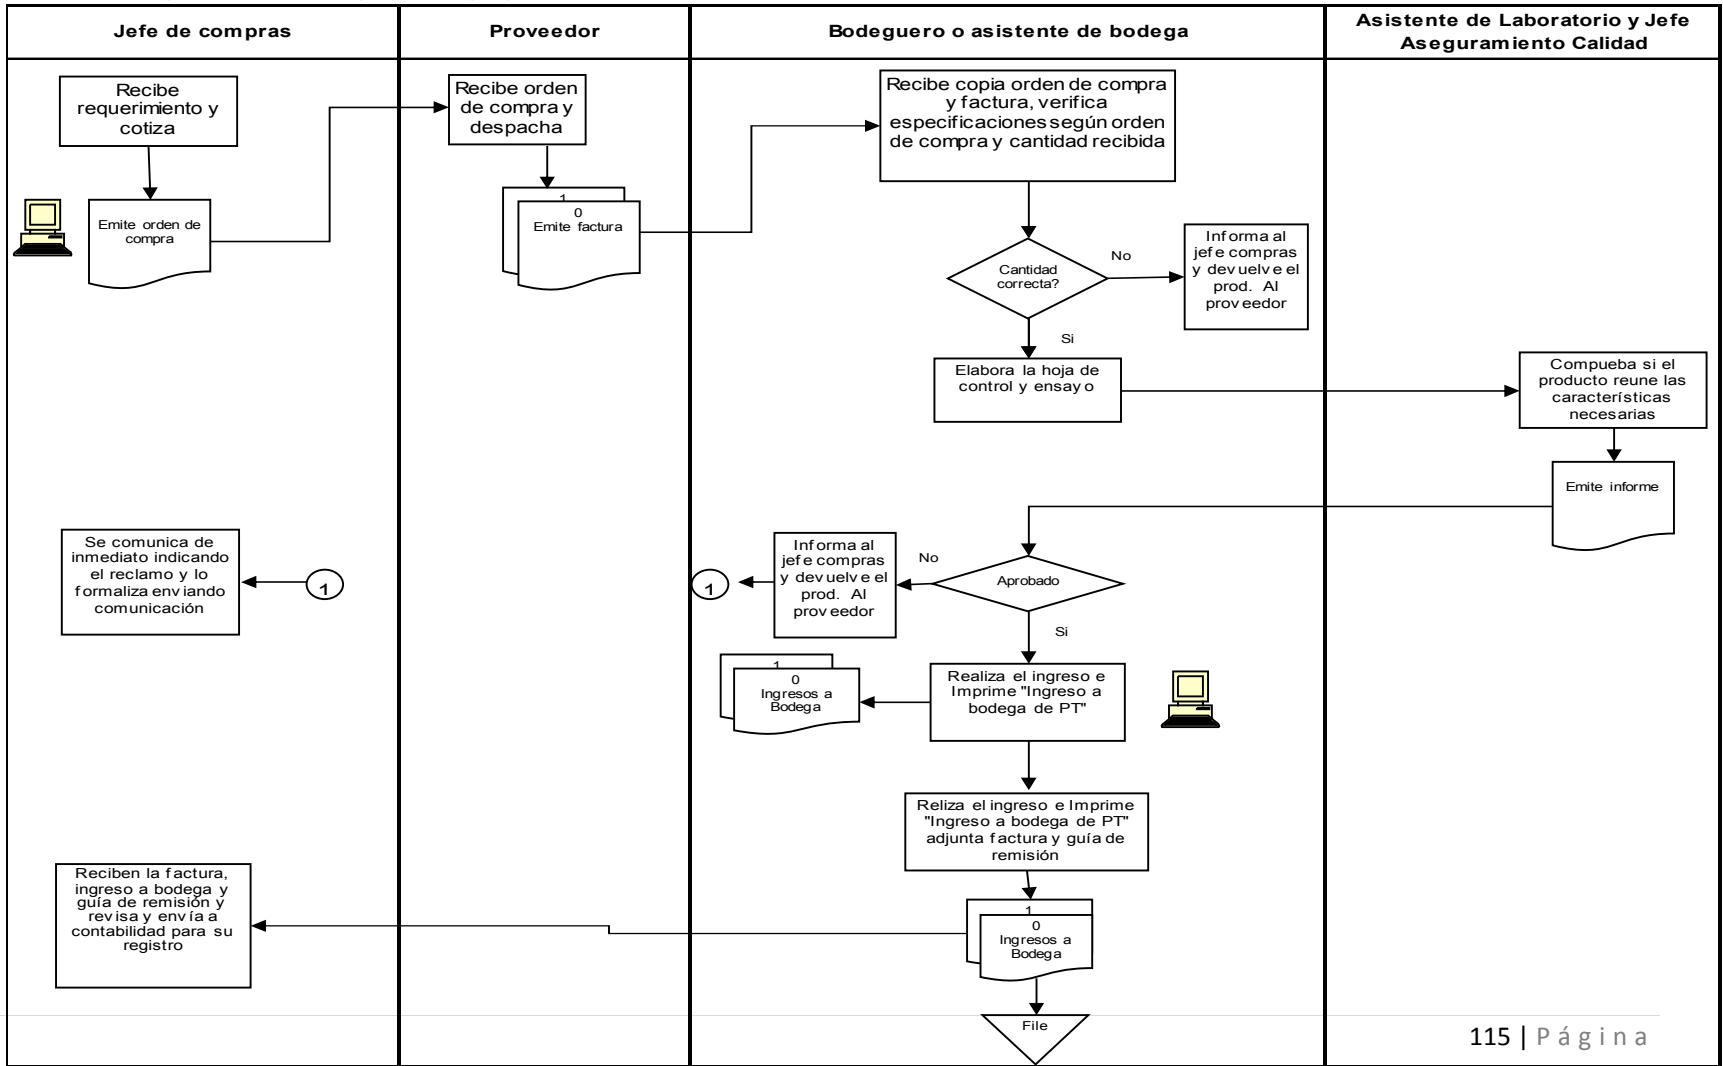 Jefe de compras
Proveedor
Bodeguero o asistente de bodega
Asistente de Laboratorio y Jefe
Aseguramiento Calidad
Recibe
requerimiento y
cotiza
Emite orden de
compra
Recibe orden
de compra y
despacha
1
0
Emite factura
Recibe copia orden de compra
y factura, verifica
especificaciones según orden
de compra y cantidad recibida
Cantidad
correcta?
No
Informa al
jefe compras
y devuelve el
prod. Al
proveedor
Si
Elabora la hoja de
control y ensayo
Compueba si el
producto reune las
características
necesarias
Emite informe
Aprobado
No
Informa al
jefe compras
y devuelve el
prod. Al
proveedor
1
1
Se comunica de
inmediato indicando
el reclamo y lo
formaliza enviando
comunicación
Si
Realiza el ingreso e
Imprime "Ingreso a
bodega de PT"
1
0
Ingresos a
Bodega
Reliza el ingreso e Imprime
"Ingreso a bodega de PT"
adjunta factura y guía de
remisión
1
0
Ingresos a
Bodega
Reciben la factura,
ingreso a bodega y
guía de remisión y
revisa y envía a
contabilidad para su
registro
File
115 | Página